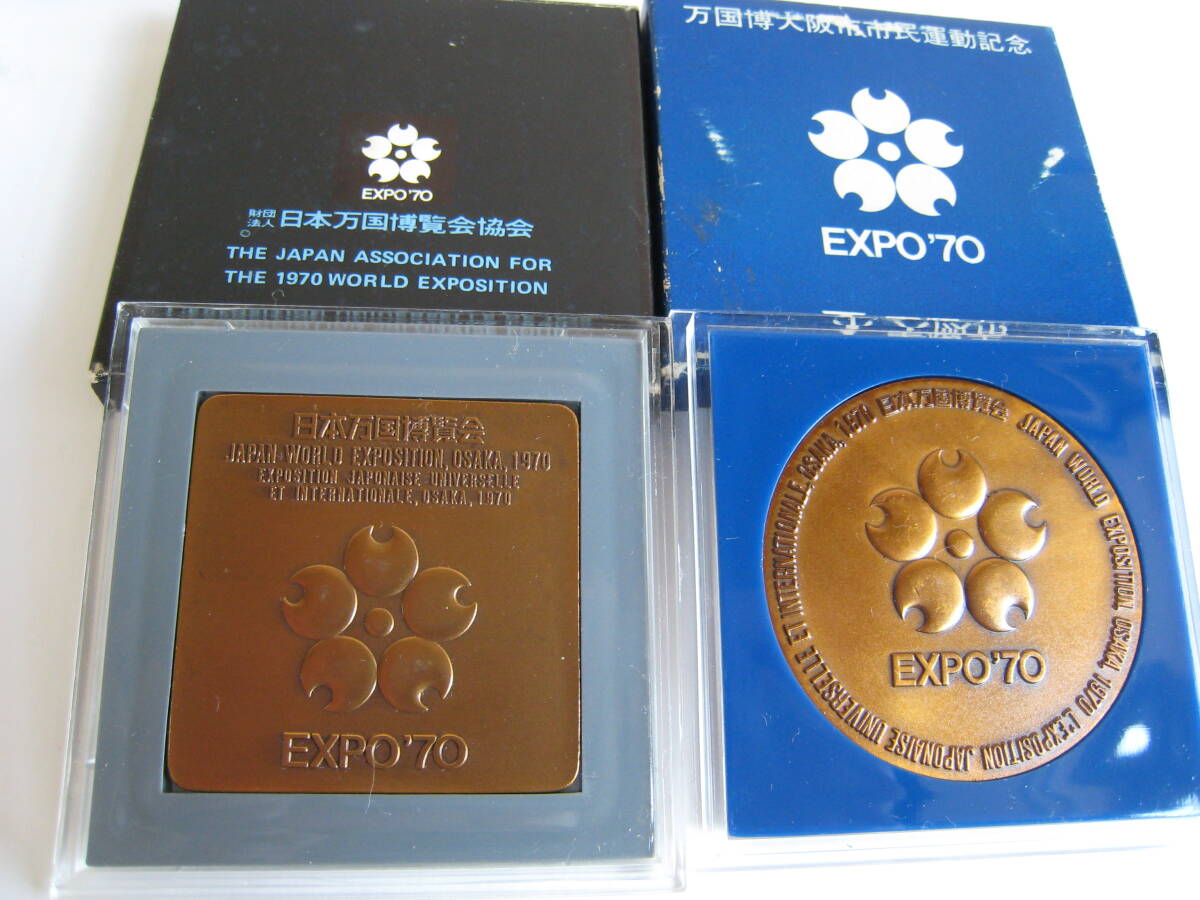 EXPO'70
財団法人 日本万国博覧会協会
©
THE JAPAN ASSOCIATION FOR
THE 1970 WORLD EXPOSITION
万国博大阪市市民運動記念
EXPO'70
日本万国博覧会
JAPAN WORLD EXPOSITION, OSAKA, 1970
EXPOSITION JAPONAISE UNIVERSELLE
ET INTERNATIONALE, OSAKA, 1970
EXPO'70
日本万国博覧会 JAPAN WORLD EXPOSITION, OSAKA, 1970 L'EXPOSITION JAPONAISE UNIVERSELLE ET INTERNATIONALE, OSAKA, 1970
EXPO'70